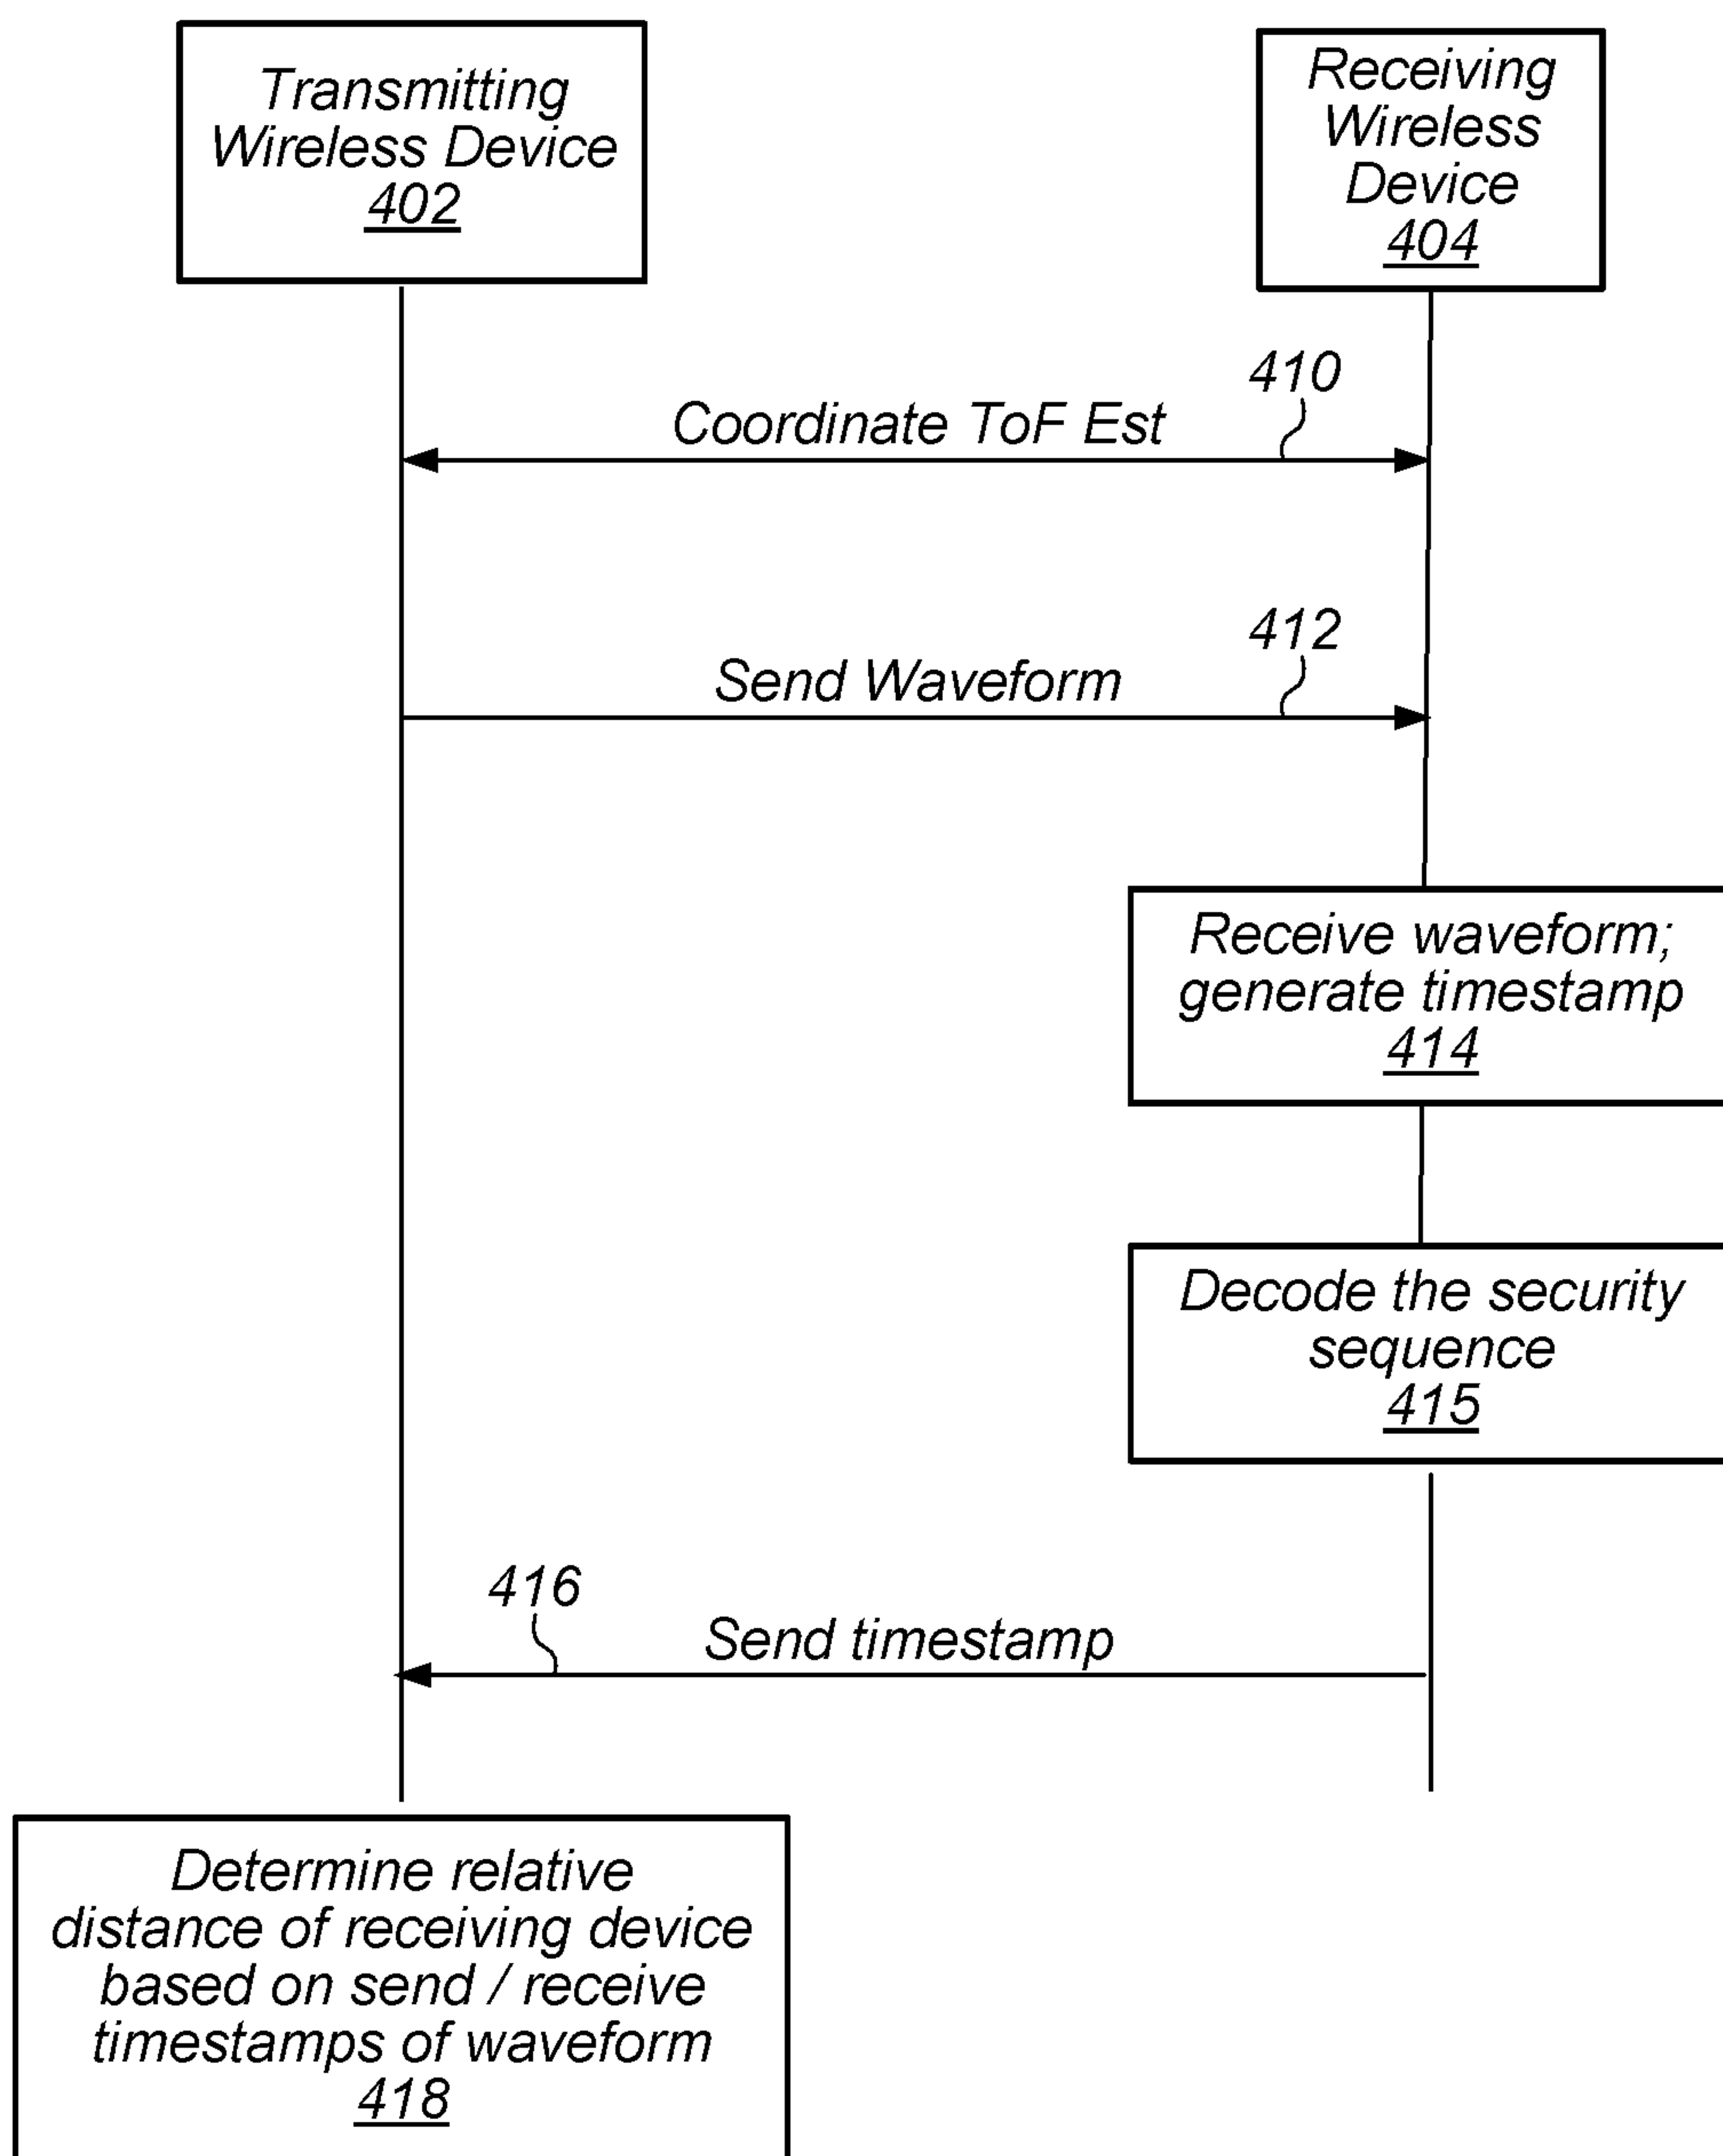 Transmitting
Wireless Device
402
Receiving
Wireless
Device
404
410
Coordinate ToF Est
412
Send Waveform
Receive waveform;
generate timestamp
414
Decode the security
sequence
415
416
Send timestamp
Determine relative
distance of receiving device
based on send / receive
timestamps of waveform
418